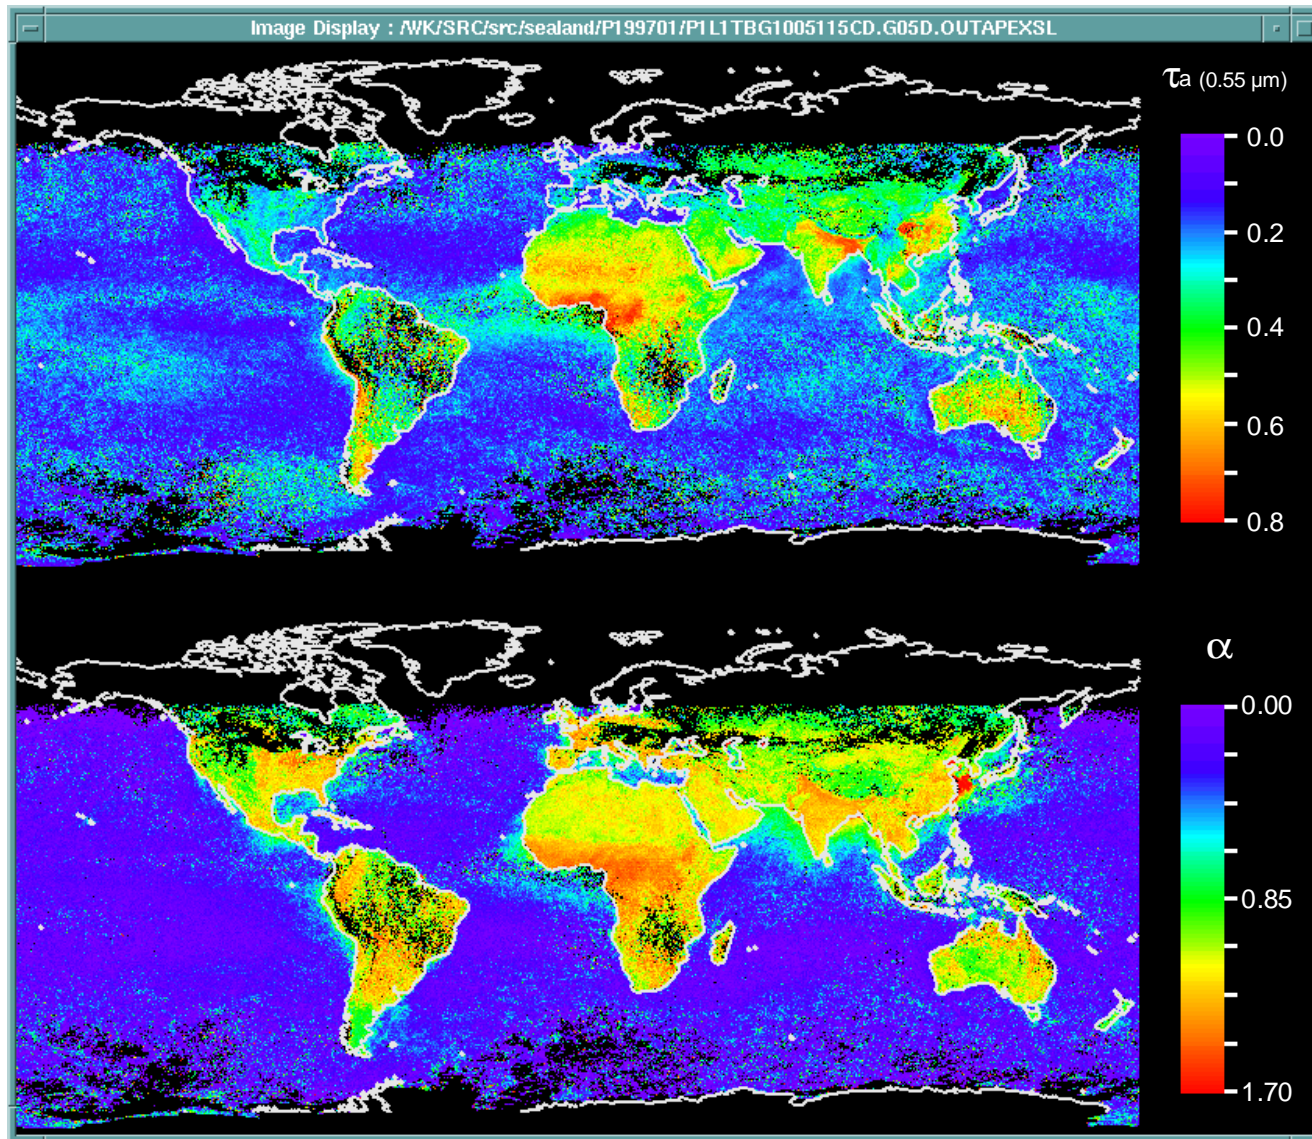 Image Display : /WK/SRC/src/sealand/P199701/P1L1TBG1005115CD.G05D.OUTAPEXSL
τa (0.55 µm)
0.0
0.2
0.4
0.6
0.8
α
0.00
0.85
1.70